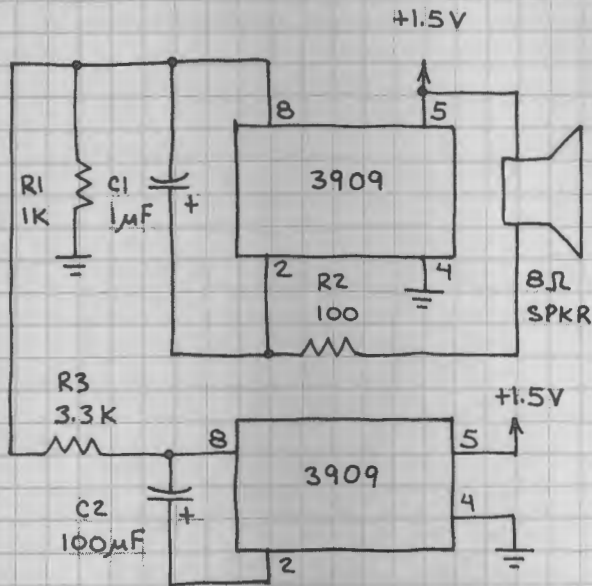 +1.5V
8
5
R1
1K
C1
1µF
+
3909
2
4
R2
100
8Ω
SPKR
R3
3.3K
+1.5V
8
5
3909
4
C2
100µF
+
2